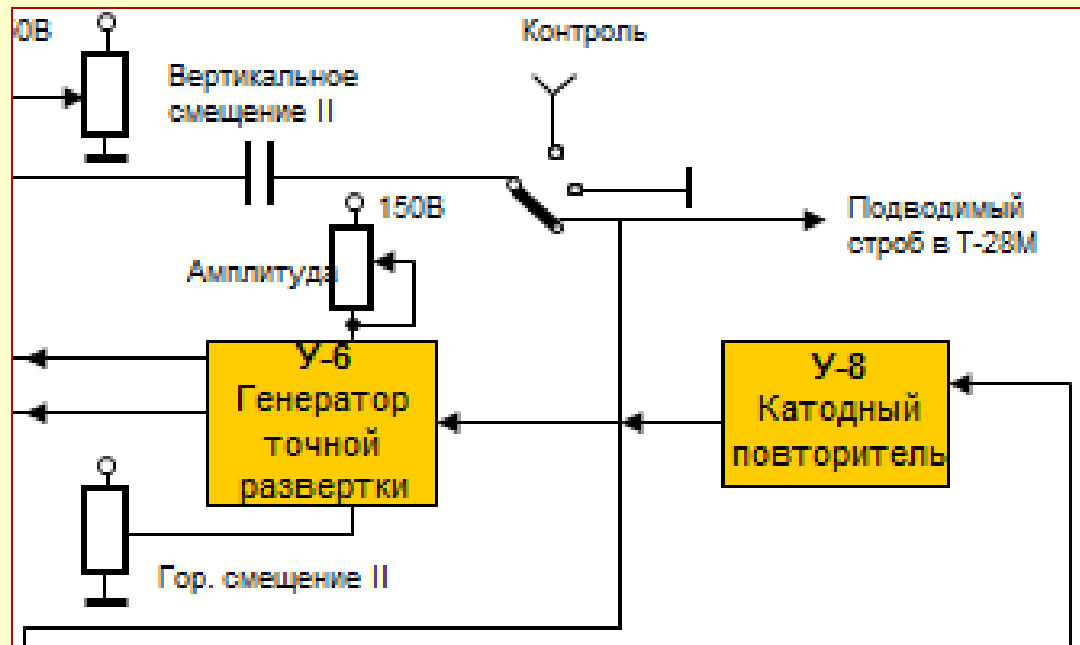 0В
Контроль
Вертикальное
смещение II
150В
Подводимый
строб в Т-28М
Амплитуда
У-6
Генератор
точной
развертки
У-8
Катодный
повторитель
Гор. смещение II